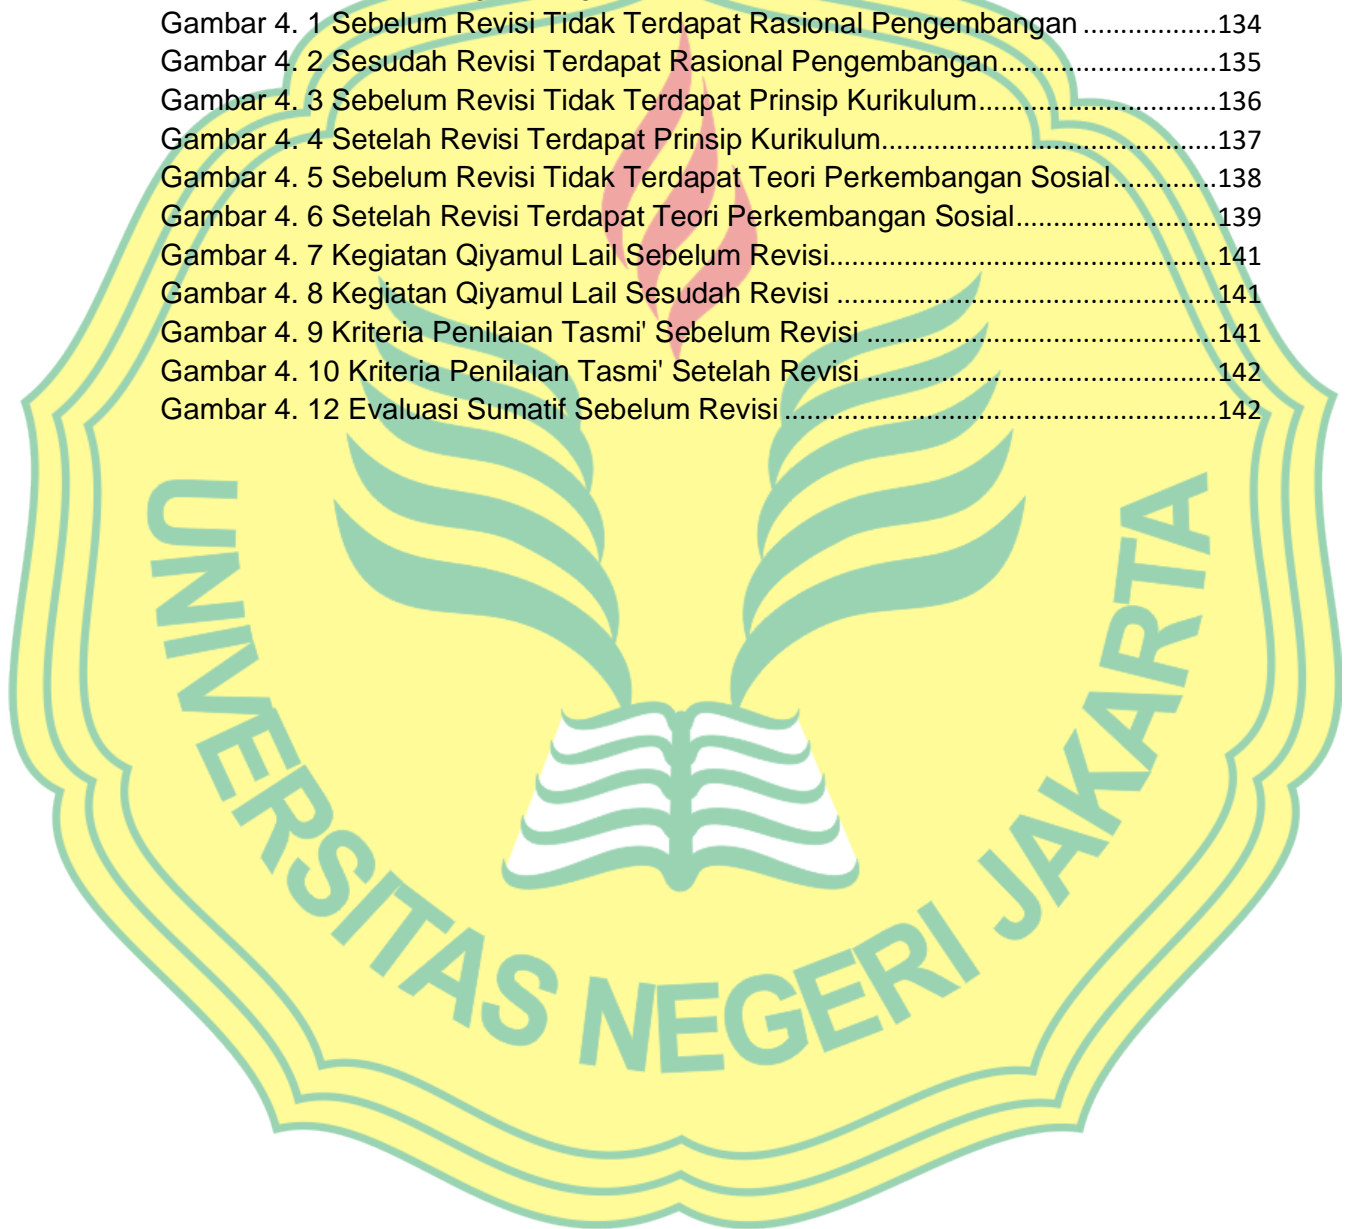 Gambar 4. 1 Sebelum Revisi Tidak Terdapat Rasional Pengembangan ..................134
Gambar 4. 2 Sesudah Revisi Terdapat Rasional Pengembangan.............................135
Gambar 4. 3 Sebelum Revisi Tidak Terdapat Prinsip Kurikulum................................136
Gambar 4. 4 Setelah Revisi Terdapat Prinsip Kurikulum.............................................137
Gambar 4. 5 Sebelum Revisi Tidak Terdapat Teori Perkembangan Sosial..............138
Gambar 4. 6 Setelah Revisi Terdapat Teori Perkembangan Sosial...........................139
Gambar 4. 7 Kegiatan Qiyamul Lail Sebelum Revisi....................................................141
Gambar 4. 8 Kegiatan Qiyamul Lail Sesudah Revisi ...................................................141
Gambar 4. 9 Kriteria Penilaian Tasmi' Sebelum Revisi ...............................................141
Gambar 4. 10 Kriteria Penilaian Tasmi' Setelah Revisi ...............................................142
Gambar 4. 12 Evaluasi Sumatif Sebelum Revisi ..........................................................142
UNIVERSITAS NEGERI JAKARTA